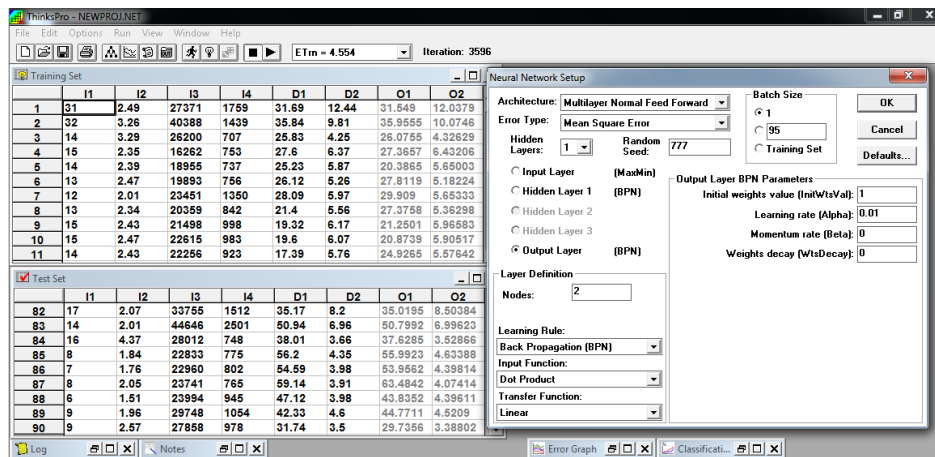 ThinksPro - NEWPROJ.NET
File Edit Options Run View Window Help
ETrn = 4.554 Iteration: 3596
Training Set
I1 I2 I3 I4 D1 D2 O1 O2
1 31 2.49 27371 1759 31.69 12.44 31.549 12.0379
2 32 3.26 40388 1439 35.84 9.81 35.9555 10.0746
3 14 3.29 26200 707 25.83 4.25 26.0755 4.32629
4 15 2.35 16262 753 27.6 6.37 27.3657 6.43206
5 14 2.39 18955 737 25.23 5.87 20.3865 5.65003
6 13 2.47 19893 756 26.12 5.26 27.8119 5.18224
7 12 2.01 23451 1350 28.09 5.97 29.909 5.65333
8 13 2.34 20359 842 21.4 5.56 27.3758 5.36298
9 15 2.43 21498 998 19.32 6.17 21.2501 5.96583
10 15 2.47 22615 983 19.6 6.07 20.8739 5.90517
11 14 2.43 22256 923 17.39 5.76 24.9265 5.57642
Test Set
I1 I2 I3 I4 D1 D2 O1 O2
82 17 2.07 33755 1512 35.17 8.2 35.0195 8.50384
83 14 2.01 44646 2501 50.94 6.96 50.7992 6.99623
84 16 4.37 28012 748 38.01 3.66 37.6285 3.52866
85 8 1.84 22833 775 56.2 4.35 55.9923 4.63388
86 7 1.76 22960 802 54.59 3.98 53.9562 4.39814
87 8 2.05 23741 765 59.14 3.91 63.4842 4.07414
88 6 1.51 23994 945 47.12 3.98 43.8352 4.39611
89 9 1.96 29748 1054 42.33 4.6 44.7711 4.5209
90 9 2.57 27858 978 31.74 3.5 29.7356 3.38802
Log Notes Error Graph Classificati...
Neural Network Setup
Architecture: Multilayer Normal Feed Forward
Error Type: Mean Square Error
Hidden Layers: 1 Random Seed: 777
Batch Size
1
95
Training Set
OK
Cancel
Defaults...
Input Layer (MaxMin)
Hidden Layer 1 (BPN)
Hidden Layer 2
Hidden Layer 3
Output Layer (BPN)
Output Layer BPN Parameters
Initial weights value (InitWtsVal): 1
Learning rate (Alpha): 0.01
Momentum rate (Beta): 0
Weights decay (WtsDecay): 0
Layer Definition
Nodes: 2
Learning Rule:
Back Propagation (BPN)
Input Function:
Dot Product
Transfer Function:
Linear